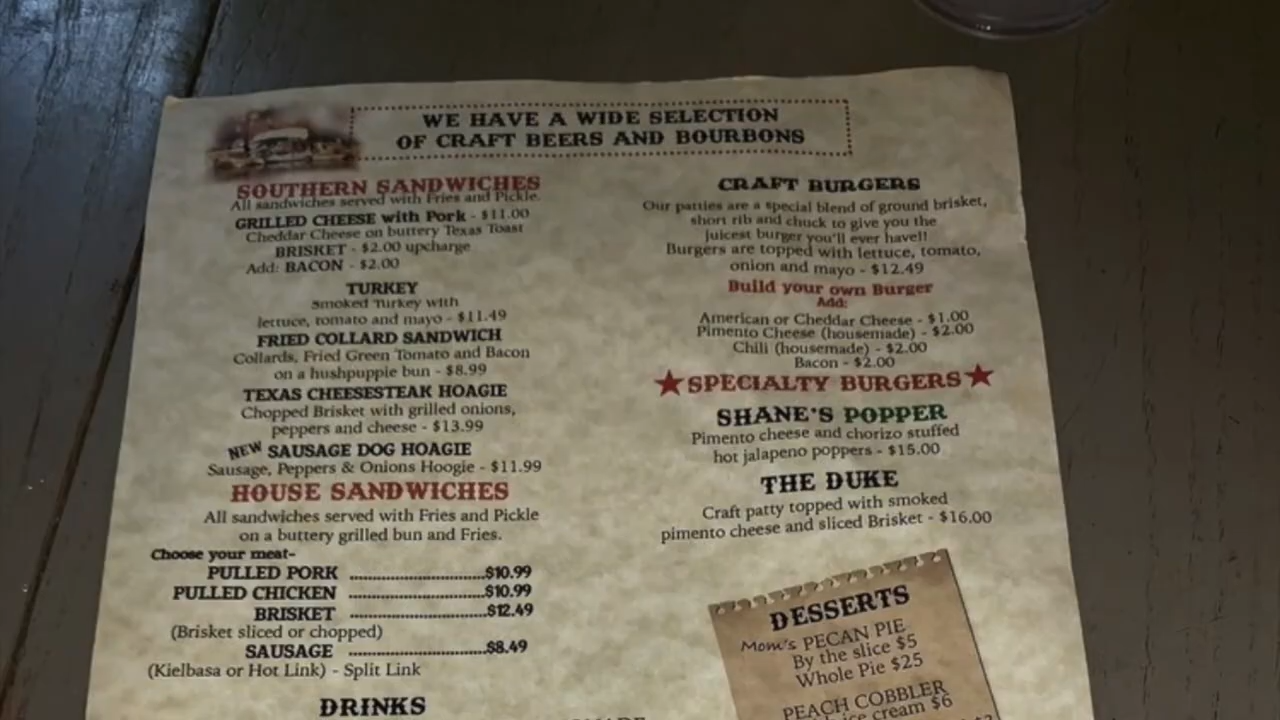 WE HAVE A WIDE SELECTION
OF CRAFT BEERS AND BOURBONS
SOUTHERN SANDWICHES
All sandwiches served with Fries and Pickle.
GRILLED CHEESE with Pork - $11.00
Cheddar Cheese on buttery Texas Toast
BRISKET - $2.00 upcharge
Add: BACON - $2.00
TURKEY
Smoked Turkey with
lettuce, tomato and mayo - $11.49
FRIED COLLARD SANDWICH
Collards, Fried Green Tomato and Bacon
on a hushpuppie bun - $8.99
TEXAS CHEESESTEAK HOAGIE
Chopped Brisket with grilled onions,
peppers and cheese - $13.99
NEW SAUSAGE DOG HOAGIE
Sausage, Peppers & Onions Hoogie - $11.99
HOUSE SANDWICHES
All sandwiches served with Fries and Pickle
on a buttery grilled bun and Fries.
Choose your meat-
PULLED PORK ..............................$10.99
PULLED CHICKEN ..............................$10.99
BRISKET ..............................$12.49
(Brisket sliced or chopped)
SAUSAGE ..............................$8.49
(Kielbasa or Hot Link) - Split Link
DRINKS
CRAFT BURGERS
Our patties are a special blend of ground brisket,
short rib and chuck to give you the
juicest burger you'll ever have!!
Burgers are topped with lettuce, tomato,
onion and mayo - $12.49
Build your own Burger
Add:
American or Cheddar Cheese - $1.00
Pimento Cheese (housemade) - $2.00
Chili (housemade) - $2.00
Bacon - $2.00
★SPECIALTY BURGERS★
SHANE'S POPPER
Pimento cheese and chorizo stuffed
hot jalapeno poppers - $15.00
THE DUKE
Craft patty topped with smoked
pimento cheese and sliced Brisket - $16.00
DESSERTS
Mom's PECAN PIE
By the slice $5
Whole Pie $25
PEACH COBBLER
ice cream $6